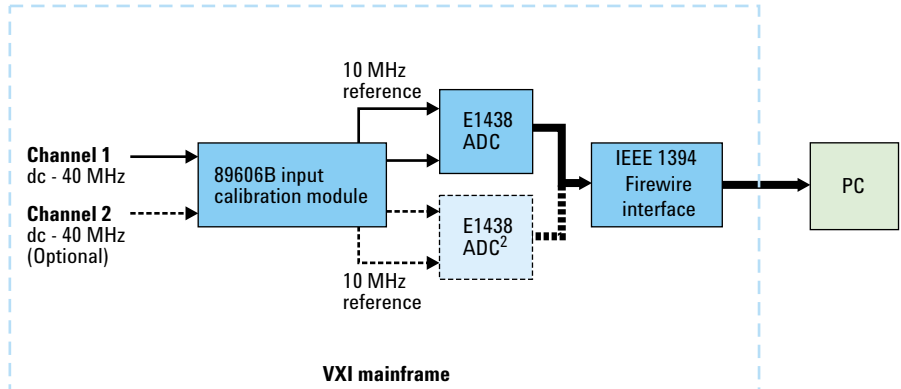 10 MHz
reference
E1438
ADC
Channel 1
dc - 40 MHz
89606B input
calibration module
IEEE 1394
Firewire
interface
PC
Channel 2
dc - 40 MHz
(Optional)
E1438
ADC²
10 MHz
reference
VXI mainframe